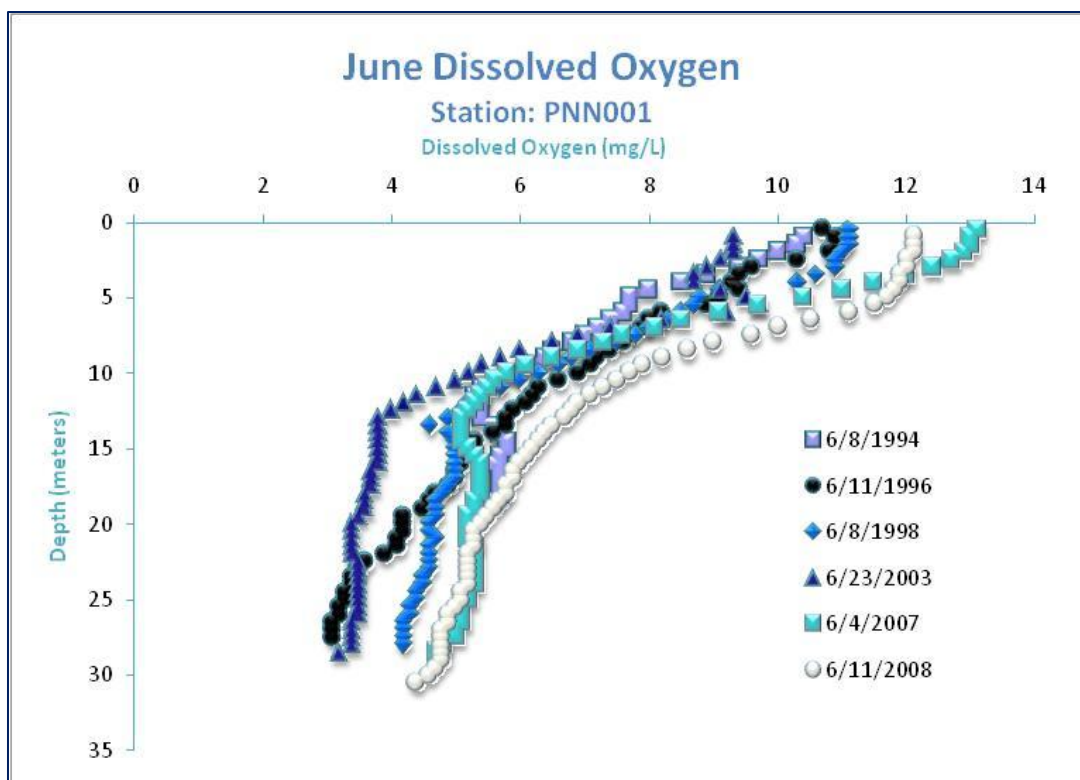 June Dissolved Oxygen
Station: PNN001
Dissolved Oxygen (mg/L)
0 2 4 6 8 10 12 14
0
5
10
15
20
25
30
35
Depth (meters)
6/8/1994
6/11/1996
6/8/1998
6/23/2003
6/4/2007
6/11/2008